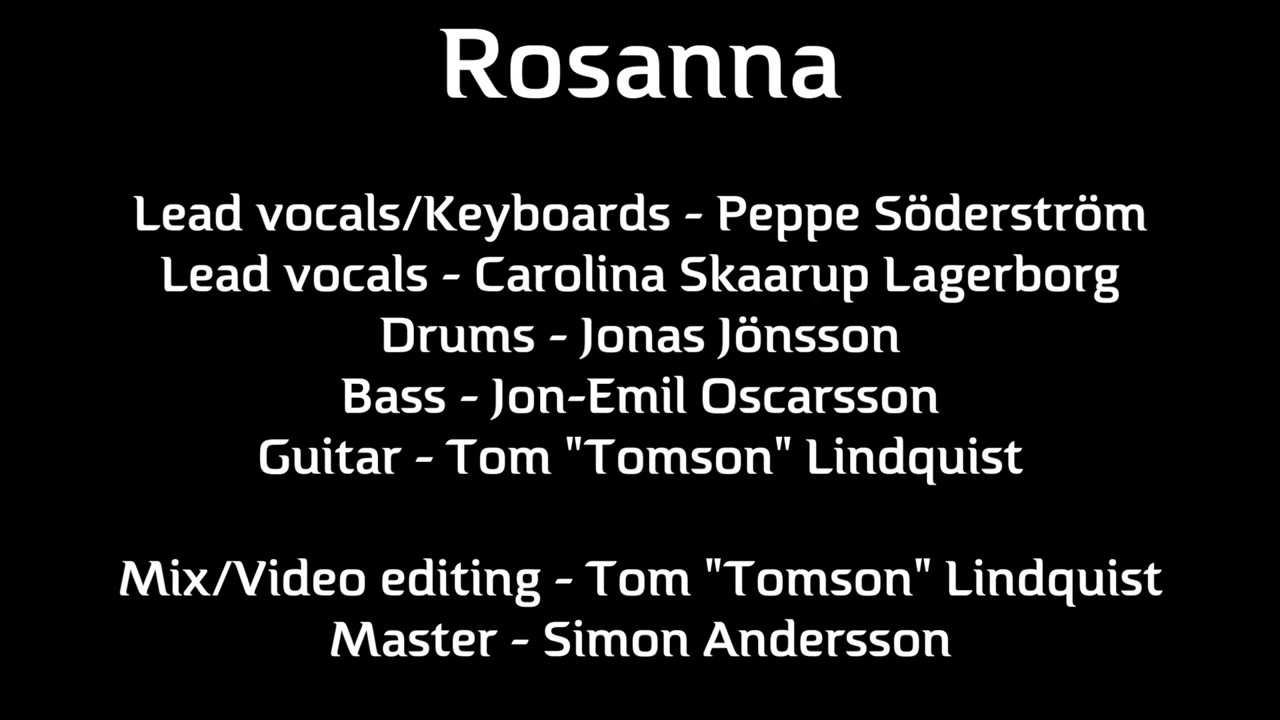 Rosanna
Lead vocals/Keyboards - Peppe Söderström
Lead vocals - Carolina Skaarup Lagerborg
Drums - Jonas Jönsson
Bass - Jon-Emil Oscarsson
Guitar - Tom "Tomson" Lindquist
Mix/Video editing - Tom "Tomson" Lindquist
Master - Simon Andersson